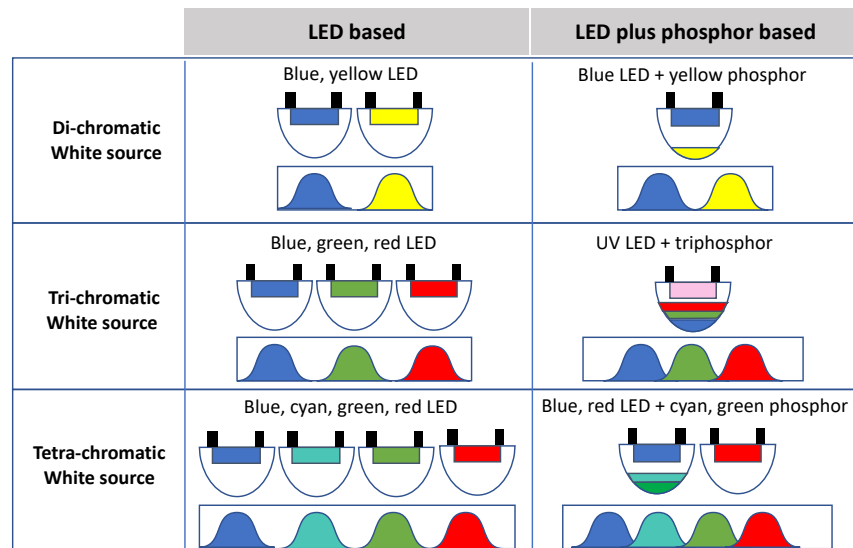 LED based
LED plus phosphor based
Di-chromatic
White source
Blue, yellow LED
Blue LED + yellow phosphor
Tri-chromatic
White source
Blue, green, red LED
UV LED + triphosphor
Tetra-chromatic
White source
Blue, cyan, green, red LED
Blue, red LED + cyan, green phosphor